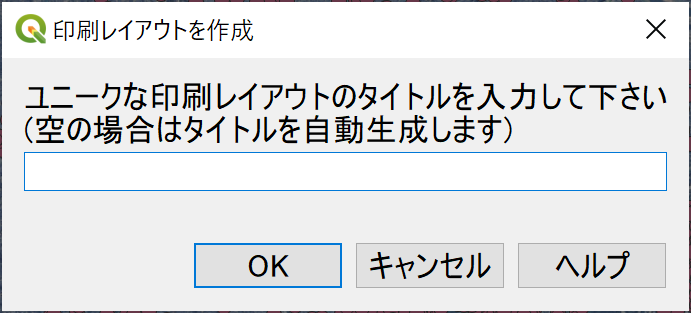 印刷レイアウトを作成
ユニークな印刷レイアウトのタイトルを入力して下さい
(空の場合はタイトルを自動生成します)
OK
キャンセル
ヘルプ